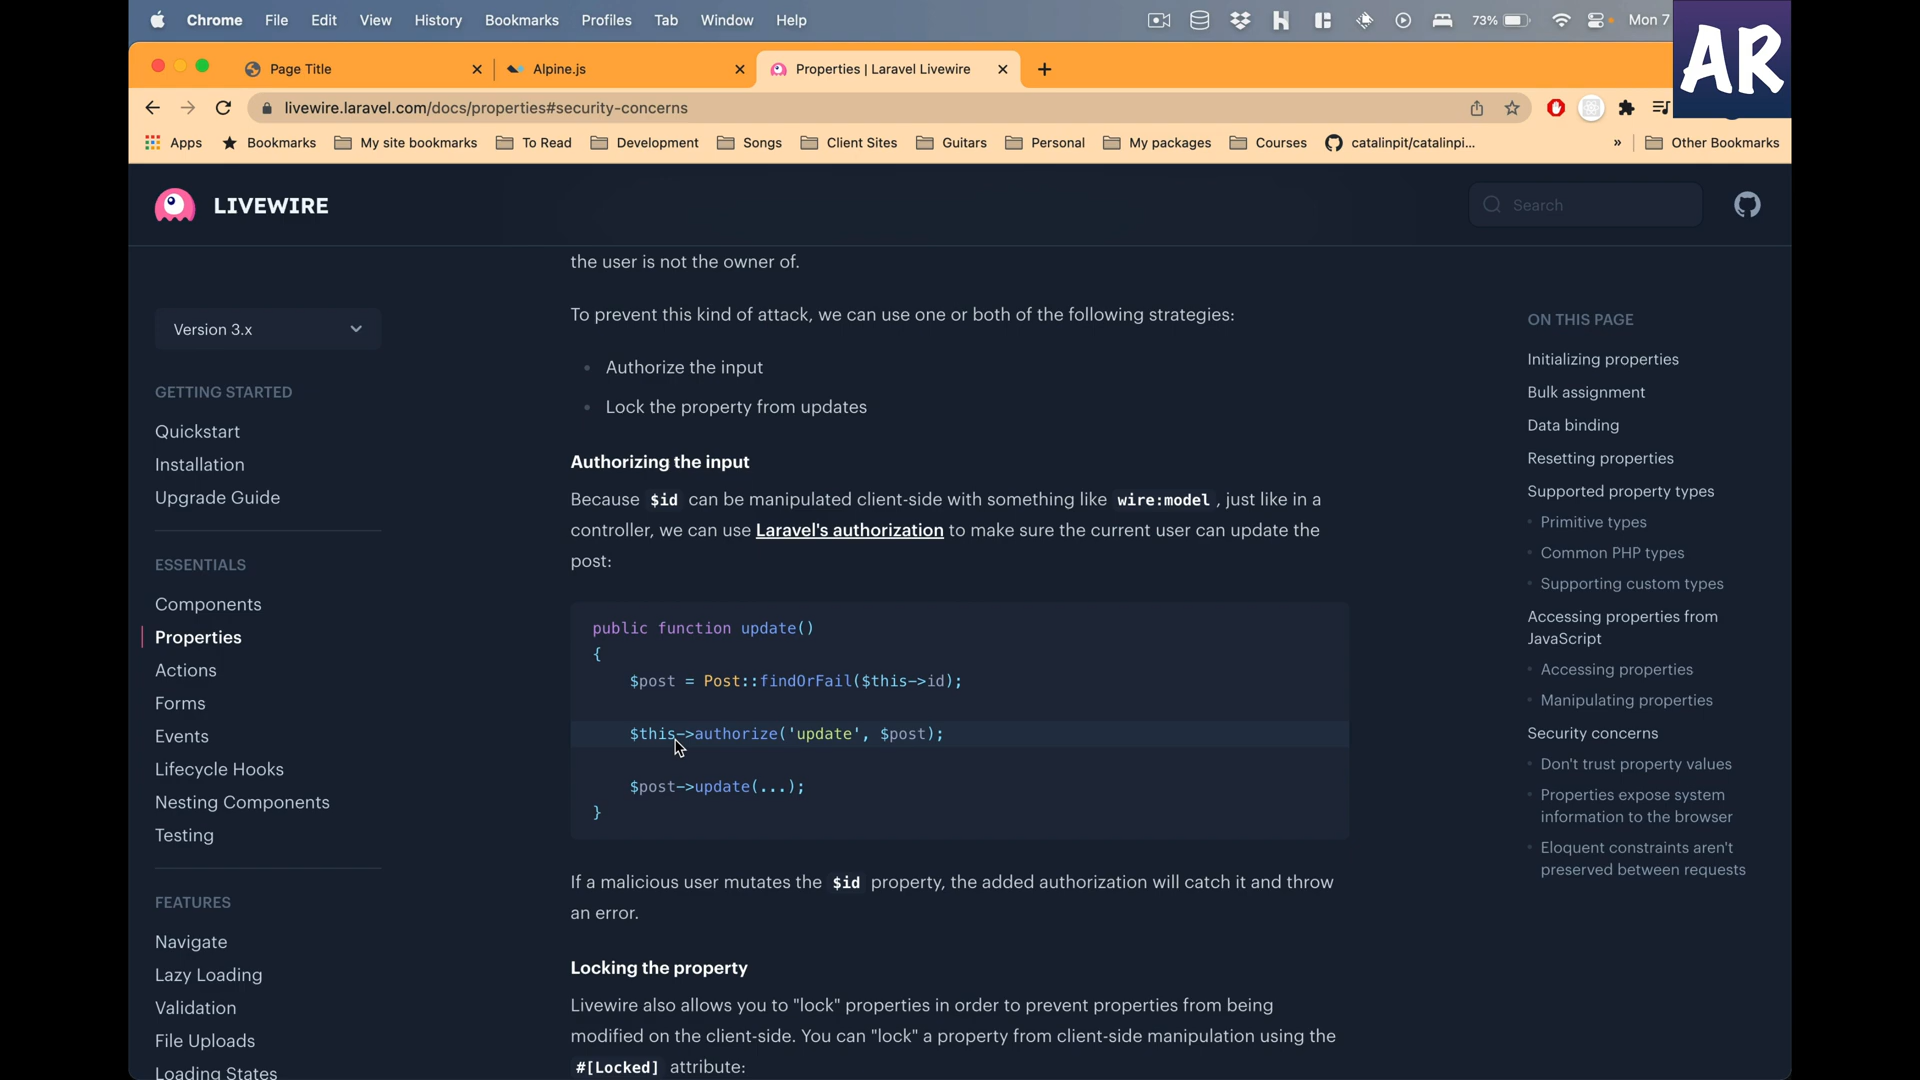 Chrome File Edit View History Bookmarks Profiles Tab Window Help 73% Mon 7
AR
Page Title
Alpine.js
Properties | Laravel Livewire
livewire.laravel.com/docs/properties#security-concerns
Apps Bookmarks My site bookmarks To Read Development Songs Client Sites Guitars Personal My packages Courses catalinpit/catalinpi... » Other Bookmarks
LIVEWIRE
Search
Version 3.x
GETTING STARTED
Quickstart
Installation
Upgrade Guide
ESSENTIALS
Components
Properties
Actions
Forms
Events
Lifecycle Hooks
Nesting Components
Testing
FEATURES
Navigate
Lazy Loading
Validation
File Uploads
Loading States
the user is not the owner of.
To prevent this kind of attack, we can use one or both of the following strategies:
• Authorize the input
• Lock the property from updates
Authorizing the input
Because $id can be manipulated client-side with something like wire:model , just like in a
controller, we can use Laravel's authorization to make sure the current user can update the
post:
public function update()
{
$post = Post::findOrFail($this->id);
$this->authorize('update', $post);
$post->update(...);
}
If a malicious user mutates the $id property, the added authorization will catch it and throw
an error.
Locking the property
Livewire also allows you to "lock" properties in order to prevent properties from being
modified on the client-side. You can "lock" a property from client-side manipulation using the
#[Locked] attribute:
ON THIS PAGE
Initializing properties
Bulk assignment
Data binding
Resetting properties
Supported property types
• Primitive types
• Common PHP types
• Supporting custom types
Accessing properties from
JavaScript
• Accessing properties
• Manipulating properties
Security concerns
• Don't trust property values
• Properties expose system
information to the browser
• Eloquent constraints aren't
preserved between requests